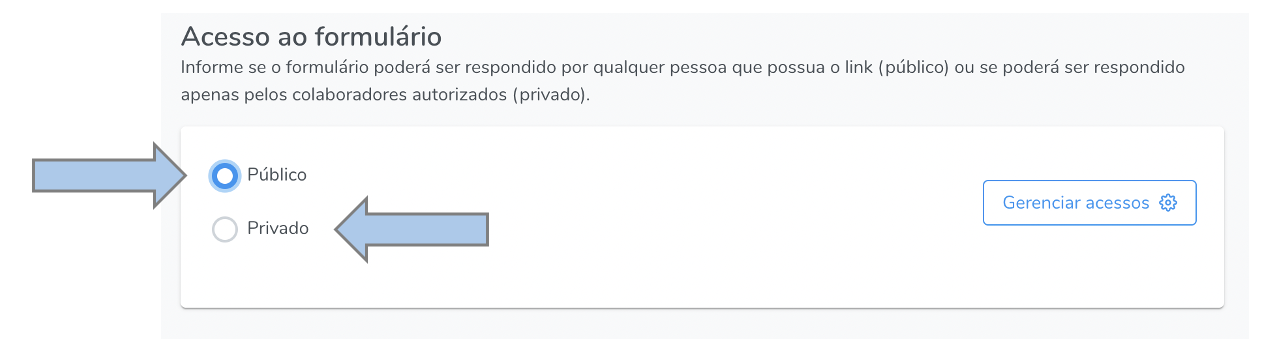 Acesso ao formulário
Informe se o formulário poderá ser respondido por qualquer pessoa que possua o link (público) ou se poderá ser respondido
apenas pelos colaboradores autorizados (privado).
Público
Gerenciar acessos
Privado